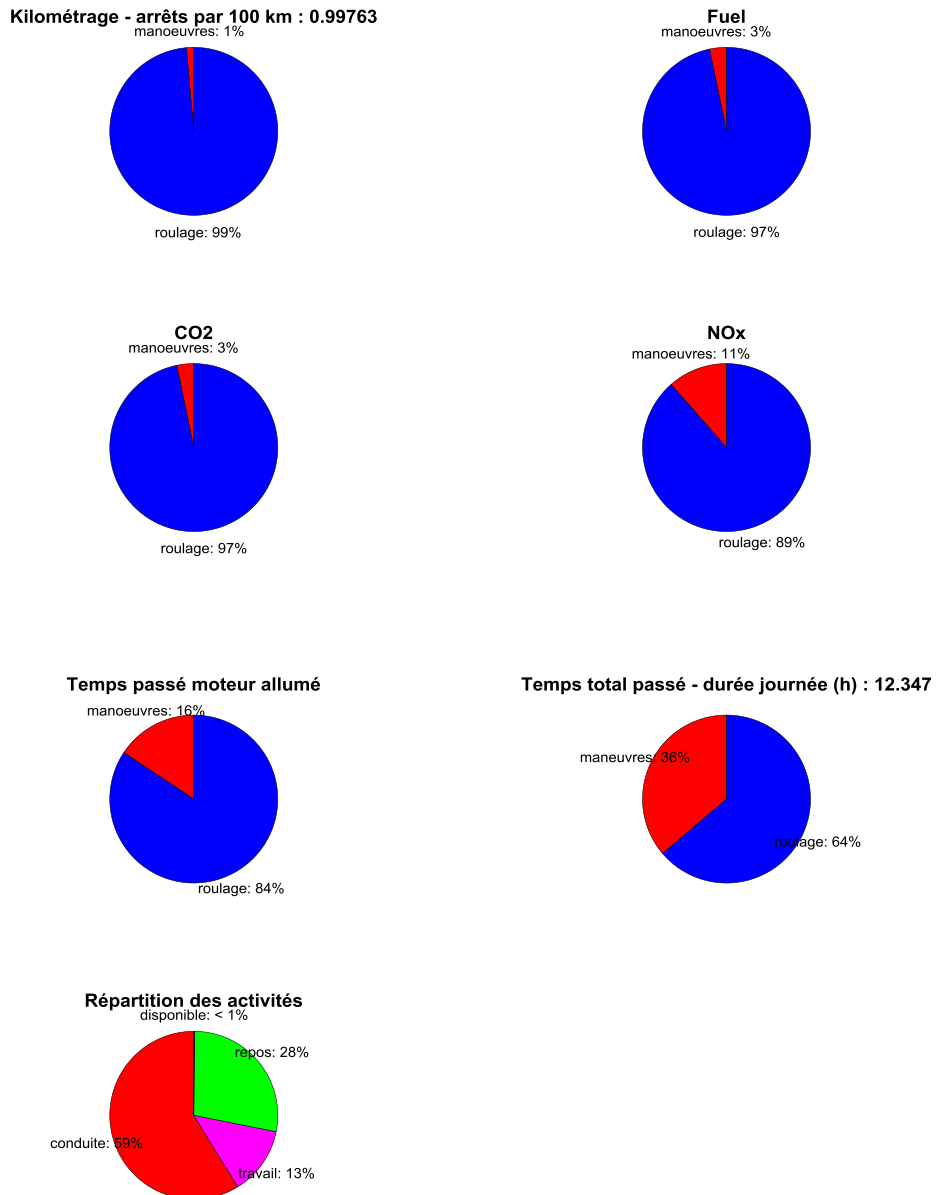 Kilométrage - arrêts par 100 km : 0.99763
manoeuvres: 1%
roulage: 99%
Fuel
manoeuvres: 3%
roulage: 97%
CO2
manoeuvres: 3%
roulage: 97%
NOx
manoeuvres: 11%
roulage: 89%
Temps passé moteur allumé
manoeuvres: 16%
roulage: 84%
Temps total passé - durée journée (h) : 12.347
maneuvres: 36%
roulage: 64%
Répartition des activités
disponible: < 1%
repos: 28%
conduite: 59%
travail: 13%